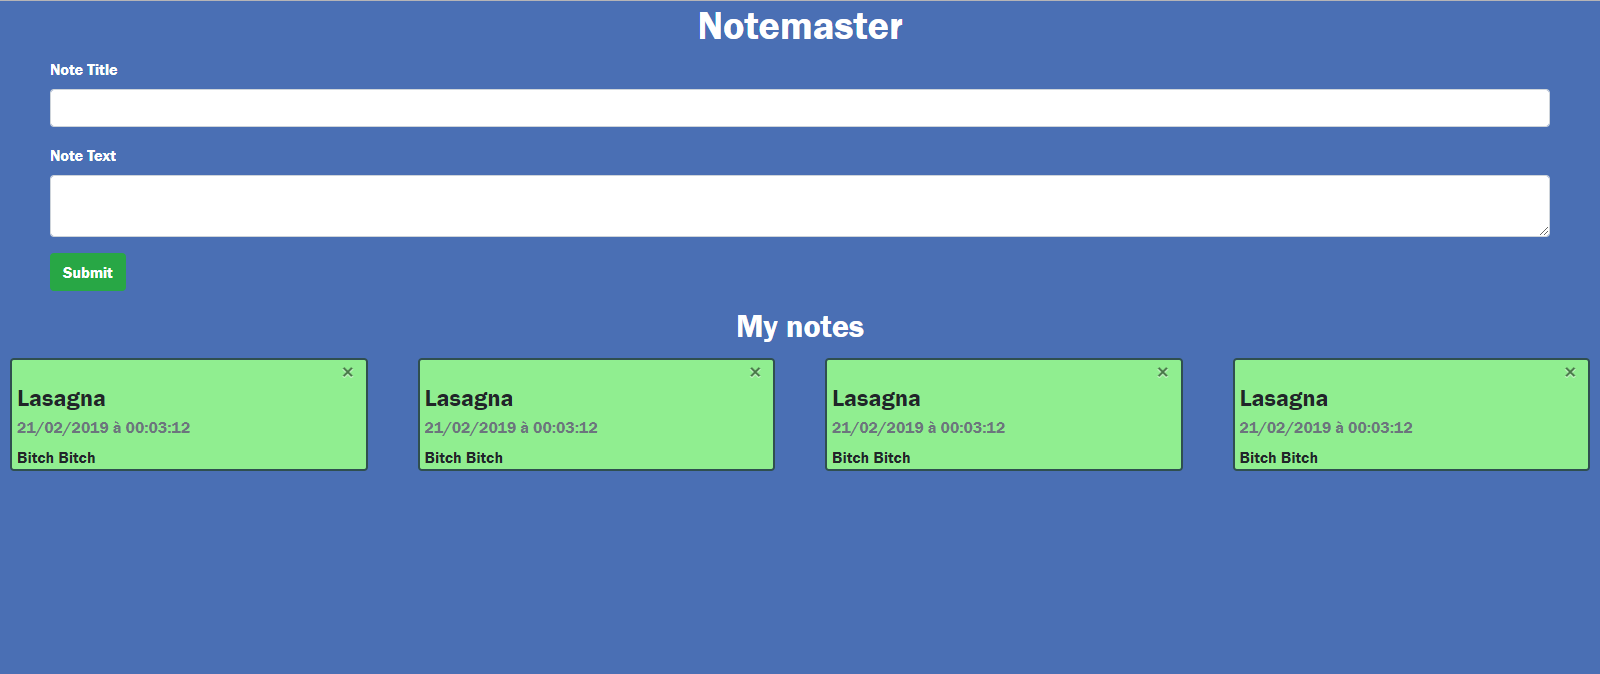 Notemaster
Note Title
Note Text
Submit
My notes
× × × ×
Lasagna Lasagna Lasagna Lasagna
21/02/2019 à 00:03:12 21/02/2019 à 00:03:12 21/02/2019 à 00:03:12 21/02/2019 à 00:03:12
Bitch Bitch Bitch Bitch Bitch Bitch Bitch Bitch